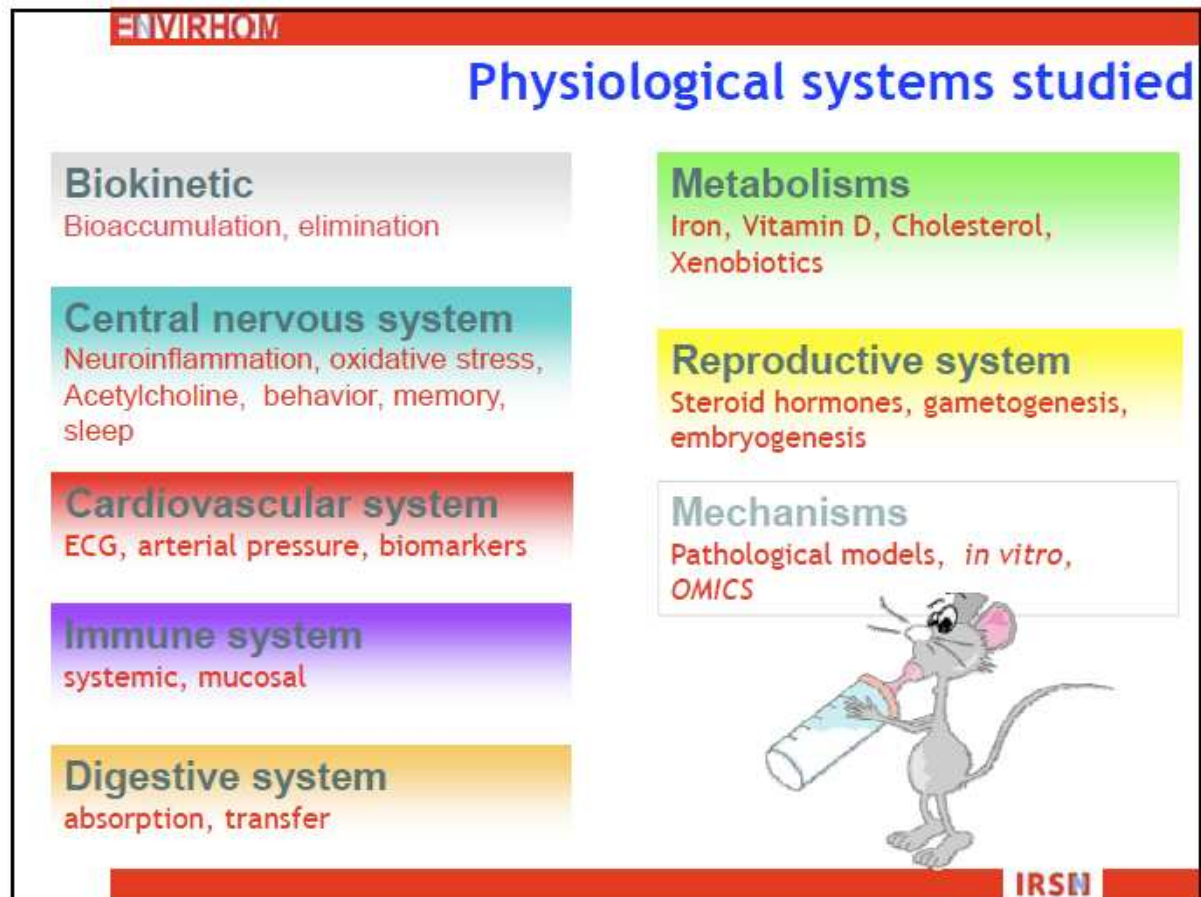 ENVIRHOM
Physiological systems studied
Biokinetic
Bioaccumulation, elimination
Central nervous system
Neuroinflammation, oxidative stress,
Acetylcholine, behavior, memory,
sleep
Cardiovascular system
ECG, arterial pressure, biomarkers
Immune system
systemic, mucosal
Digestive system
absorption, transfer
Metabolisms
Iron, Vitamin D, Cholesterol,
Xenobiotics
Reproductive system
Steroid hormones, gametogenesis,
embryogenesis
Mechanisms
Pathological models, in vitro,
OMICS
IRSN